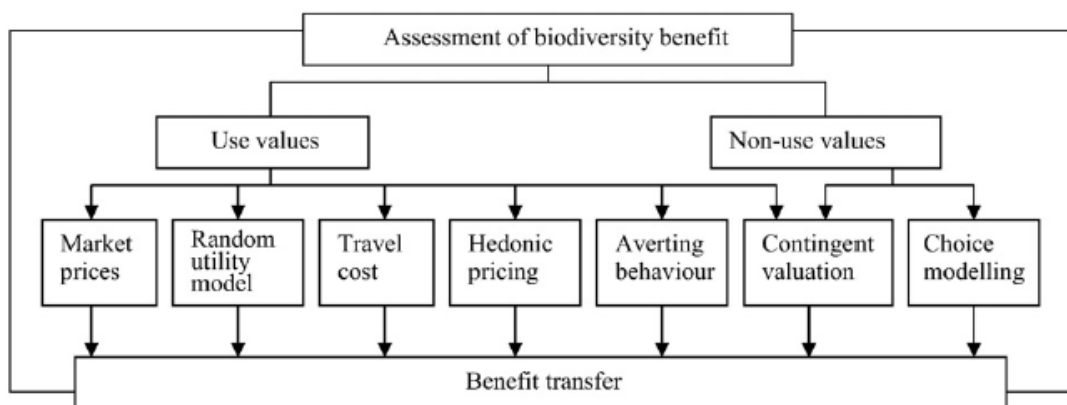 Assessment of biodiversity benefit
Use values
Non-use values
Market
prices
Random
utility
model
Travel
cost
Hedonic
pricing
Averting
behaviour
Contingent
valuation
Choice
modelling
Benefit transfer